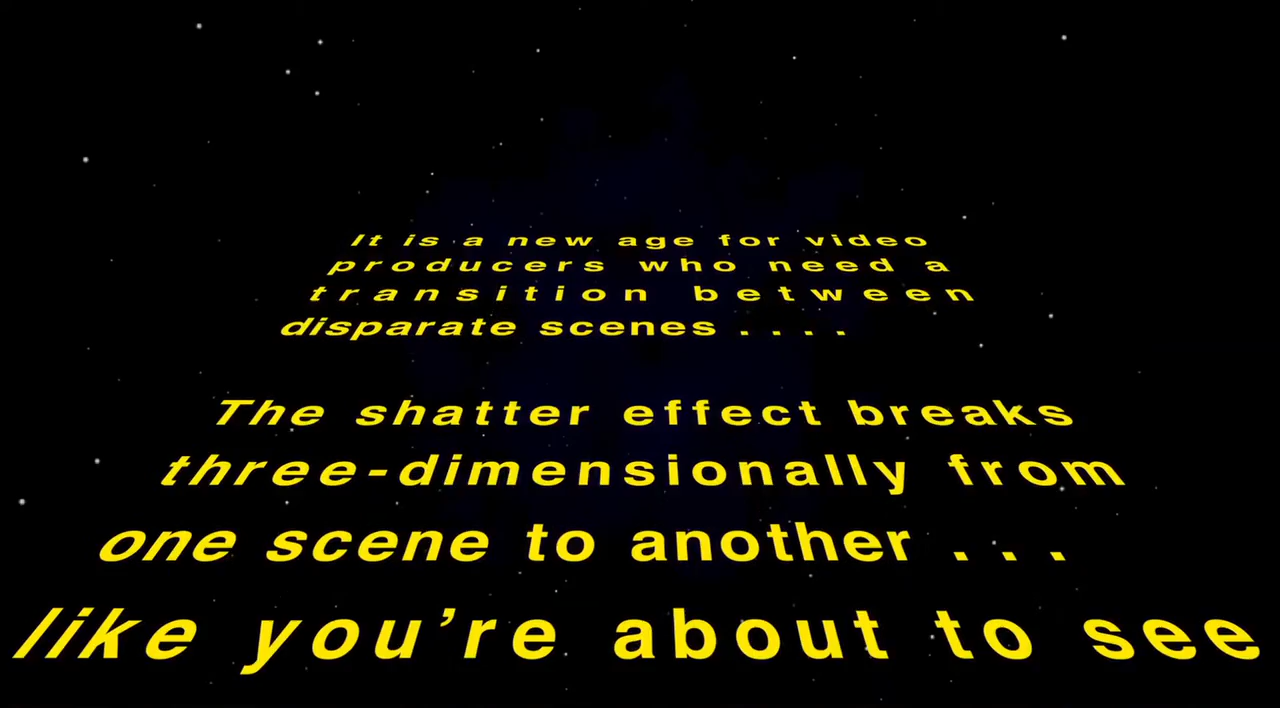 It is a new age for video
producers who need a
transition between
disparate scenes . . . .
The shatter effect breaks
three-dimensionally from
one scene to another . . .
like you’re about to see